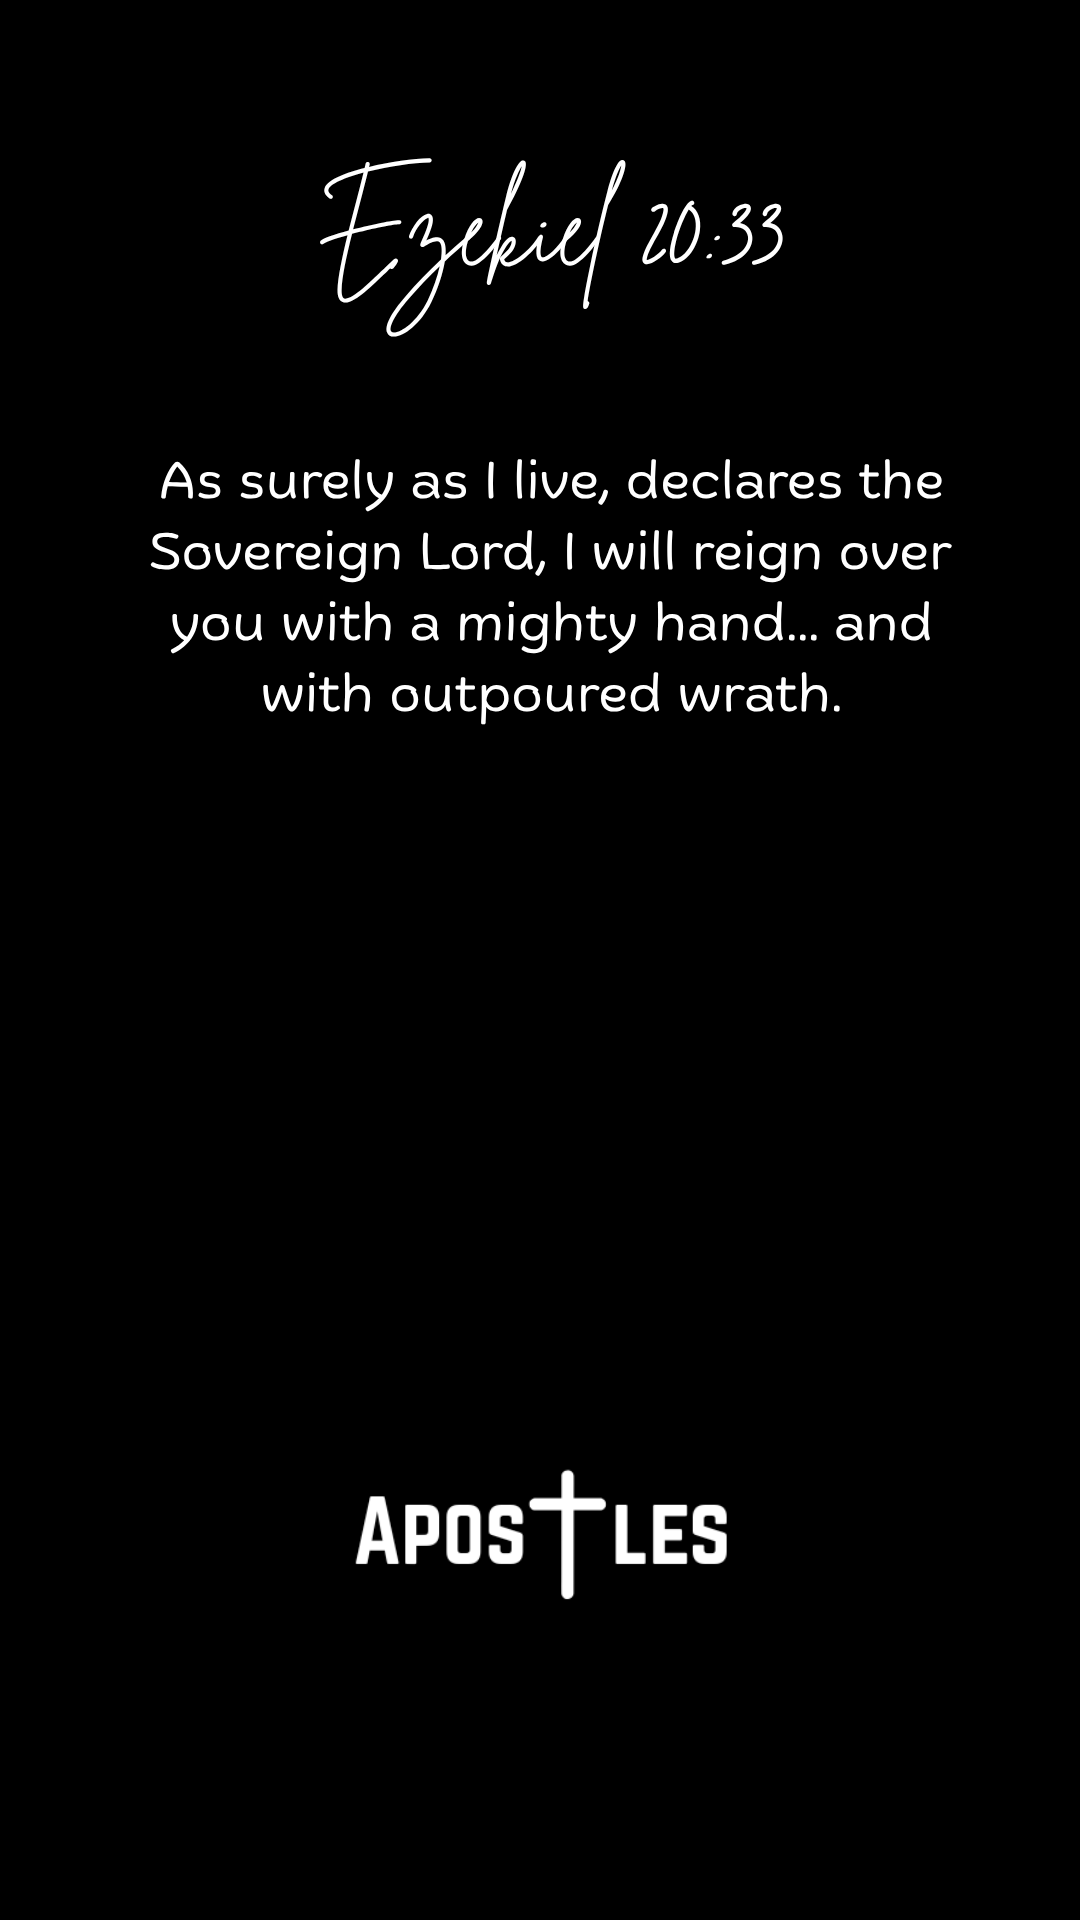 Ezekiel 20:33
As surely as I live, declares the
Sovereign Lord, I will reign over
you with a mighty hand... and
with outpoured wrath.
APOSTLES